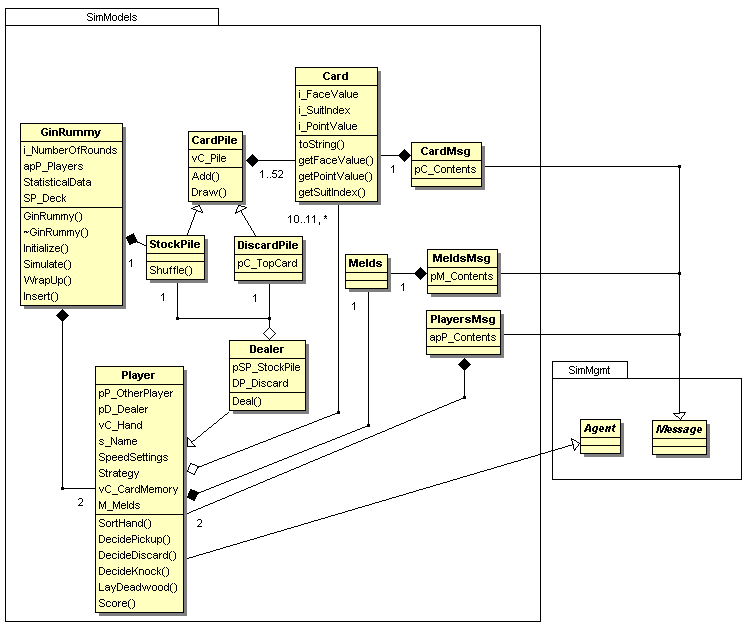 SimModels
Card
i_FaceValue
i_SuitIndex
i_PointValue
toString()
getFaceValue()
getPointValue()
getSuitIndex()
GinRummy
i_NumberOfRounds
apP_Players
StatisticalData
SP_Deck
GinRummy()
~GinRummy()
Initialize()
Simulate()
WrapUp()
Insert()
CardPile
vC_Pile
Add()
Draw()
1..52
CardMsg
pC_Contents
1
10..11, *
StockPile
Shuffle()
1
1
DiscardPile
pC_TopCard
1
Melds
1
1
MeldsMsg
pM_Contents
PlayersMsg
apP_Contents
Dealer
pSP_StockPile
DP_Discard
Deal()
Player
pP_OtherPlayer
pD_Dealer
vC_Hand
s_Name
SpeedSettings
Strategy
vC_CardMemory
M_Melds
SortHand()
DecidePickup()
DecideDiscard()
DecideKnock()
LayDeadwood()
Score()
2
2
SimMgmt
Agent
Message